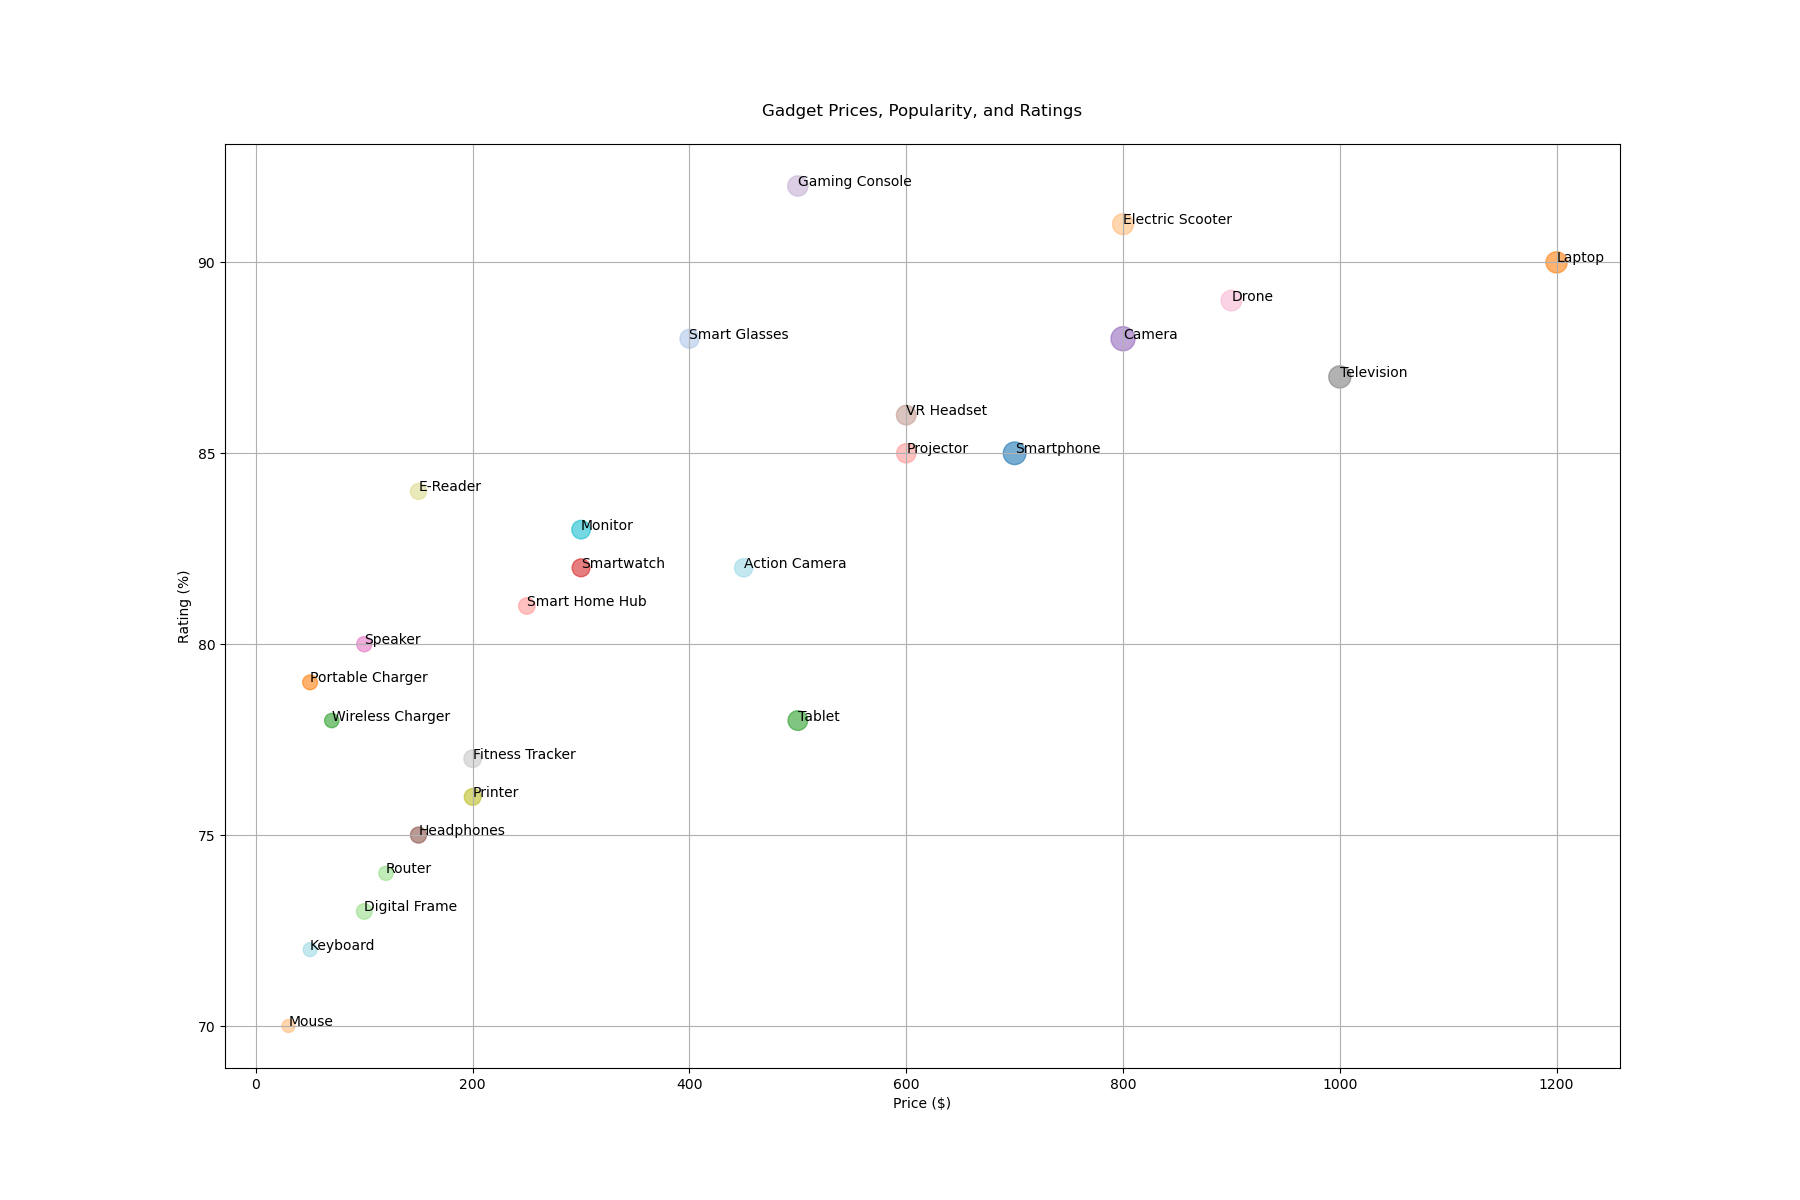 Gadget Prices, Popularity, and Ratings
Gaming Console
Electric Scooter
90
Laptop
Drone
Smart Glasses
Camera
Television
VR Headset
85
Projector
Smartphone
E-Reader
Monitor
Smartwatch
Action Camera
Smart Home Hub
Rating (%)
80
Speaker
Portable Charger
Wireless Charger
Tablet
Fitness Tracker
Printer
75
Headphones
Router
Digital Frame
Keyboard
70
Mouse
0
200
400
600
800
1000
1200
Price ($)